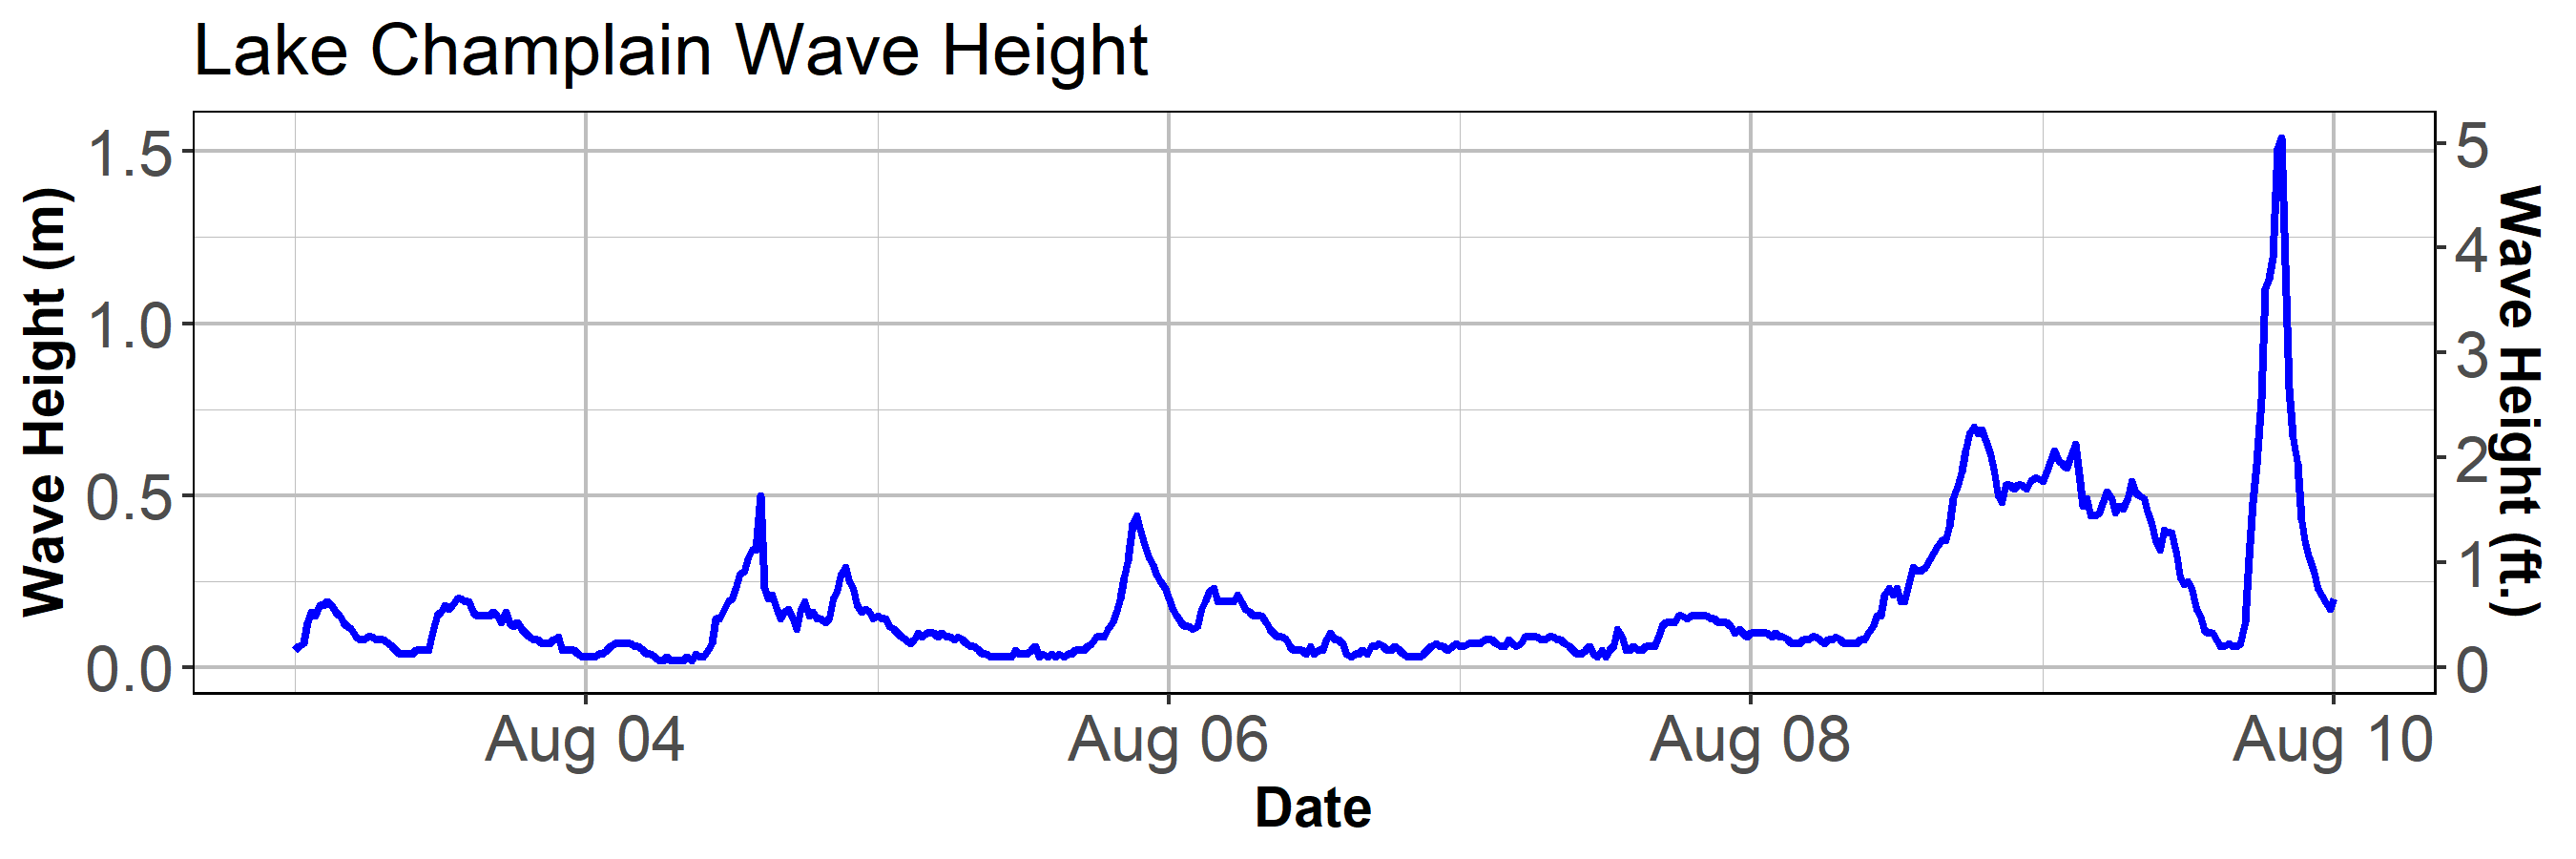 Lake Champlain Wave Height
Wave Height (m)
1.5
1.0
0.5
0.0
5
4
3
2
1
0
Wave Height (ft.)
Aug 04 Aug 06 Aug 08 Aug 10
Date